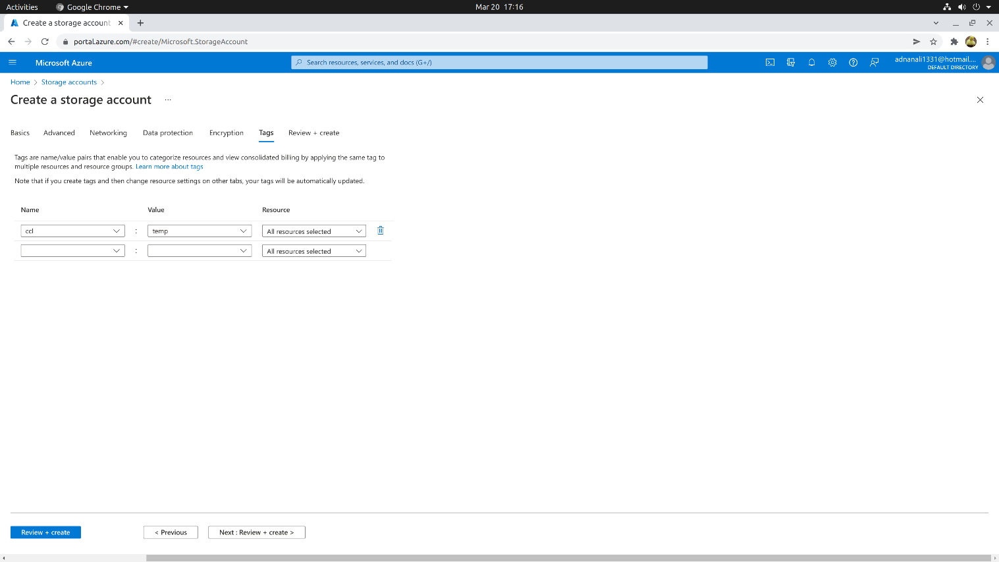 Activities Google Chrome Mar 20 17:16
Create a storage account
portal.azure.com/#create/Microsoft.StorageAccount
Microsoft Azure Search resources, services, and docs (G+/) adnanali1331@hotmail....
DEFAULT DIRECTORY
Home > Storage accounts >
Create a storage account ...
Basics Advanced Networking Data protection Encryption Tags Review + create
Tags are name/value pairs that enable you to categorize resources and view consolidated billing by applying the same tag to
multiple resources and resource groups. Learn more about tags
Note that if you create tags and then change resource settings on other tabs, your tags will be automatically updated.
Name Value Resource
ccl : temp All resources selected
: All resources selected
Review + create < Previous Next : Review + create >